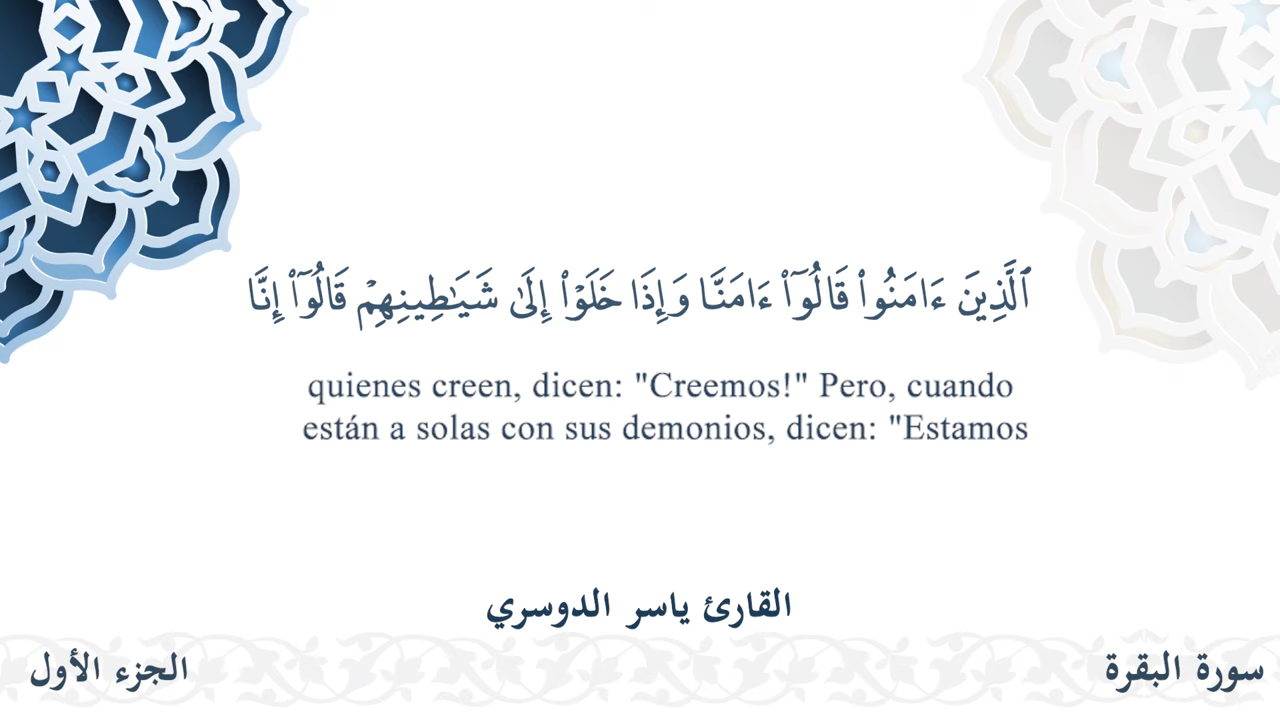 ٱلَّذِينَ ءَامَنُوا۟ قَالُوٓا۟ ءَامَنَّا وَإِذَا خَلَوْا۟ إِلَىٰ شَيَـٰطِينِهِمْ قَالُوٓا۟ إِنَّا
quienes creen, dicen: "Creemos!" Pero, cuando
están a solas con sus demonios, dicen: "Estamos
القارئ ياسر الدوسري
سورة البقرة
الجزء الأول